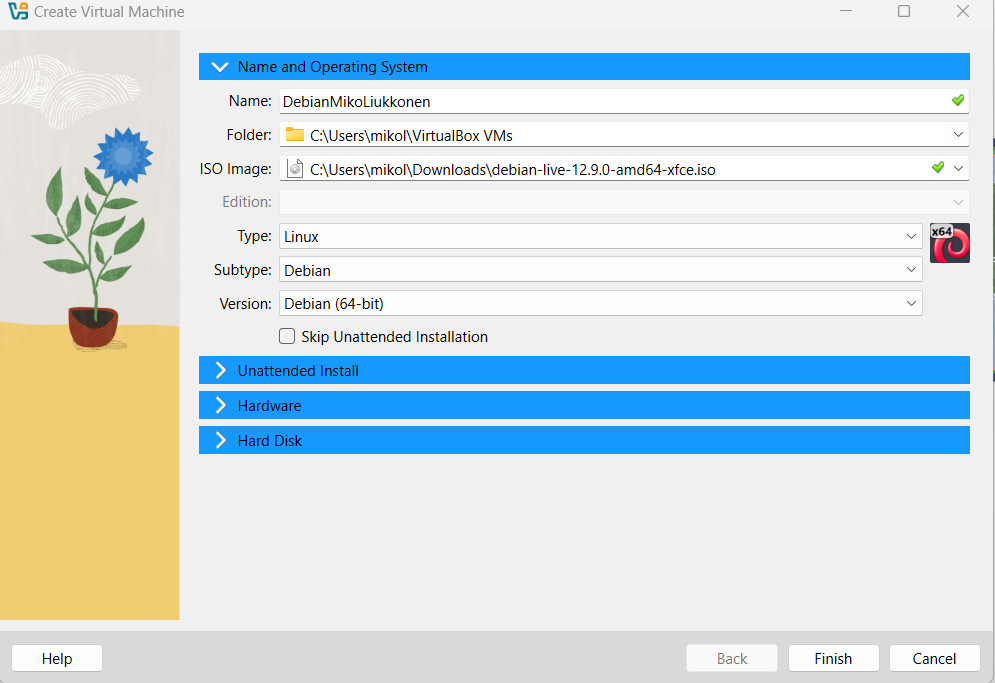 Create Virtual Machine
Name and Operating System
Name: DebianMikoLiukkonen
Folder: C:\Users\mikol\VirtualBox VMs
ISO Image: C:\Users\mikol\Downloads\debian-live-12.9.0-amd64-xfce.iso
Edition:
Type: Linux
x64
Subtype: Debian
Version: Debian (64-bit)
Skip Unattended Installation
Unattended Install
Hardware
Hard Disk
Help Back Finish Cancel